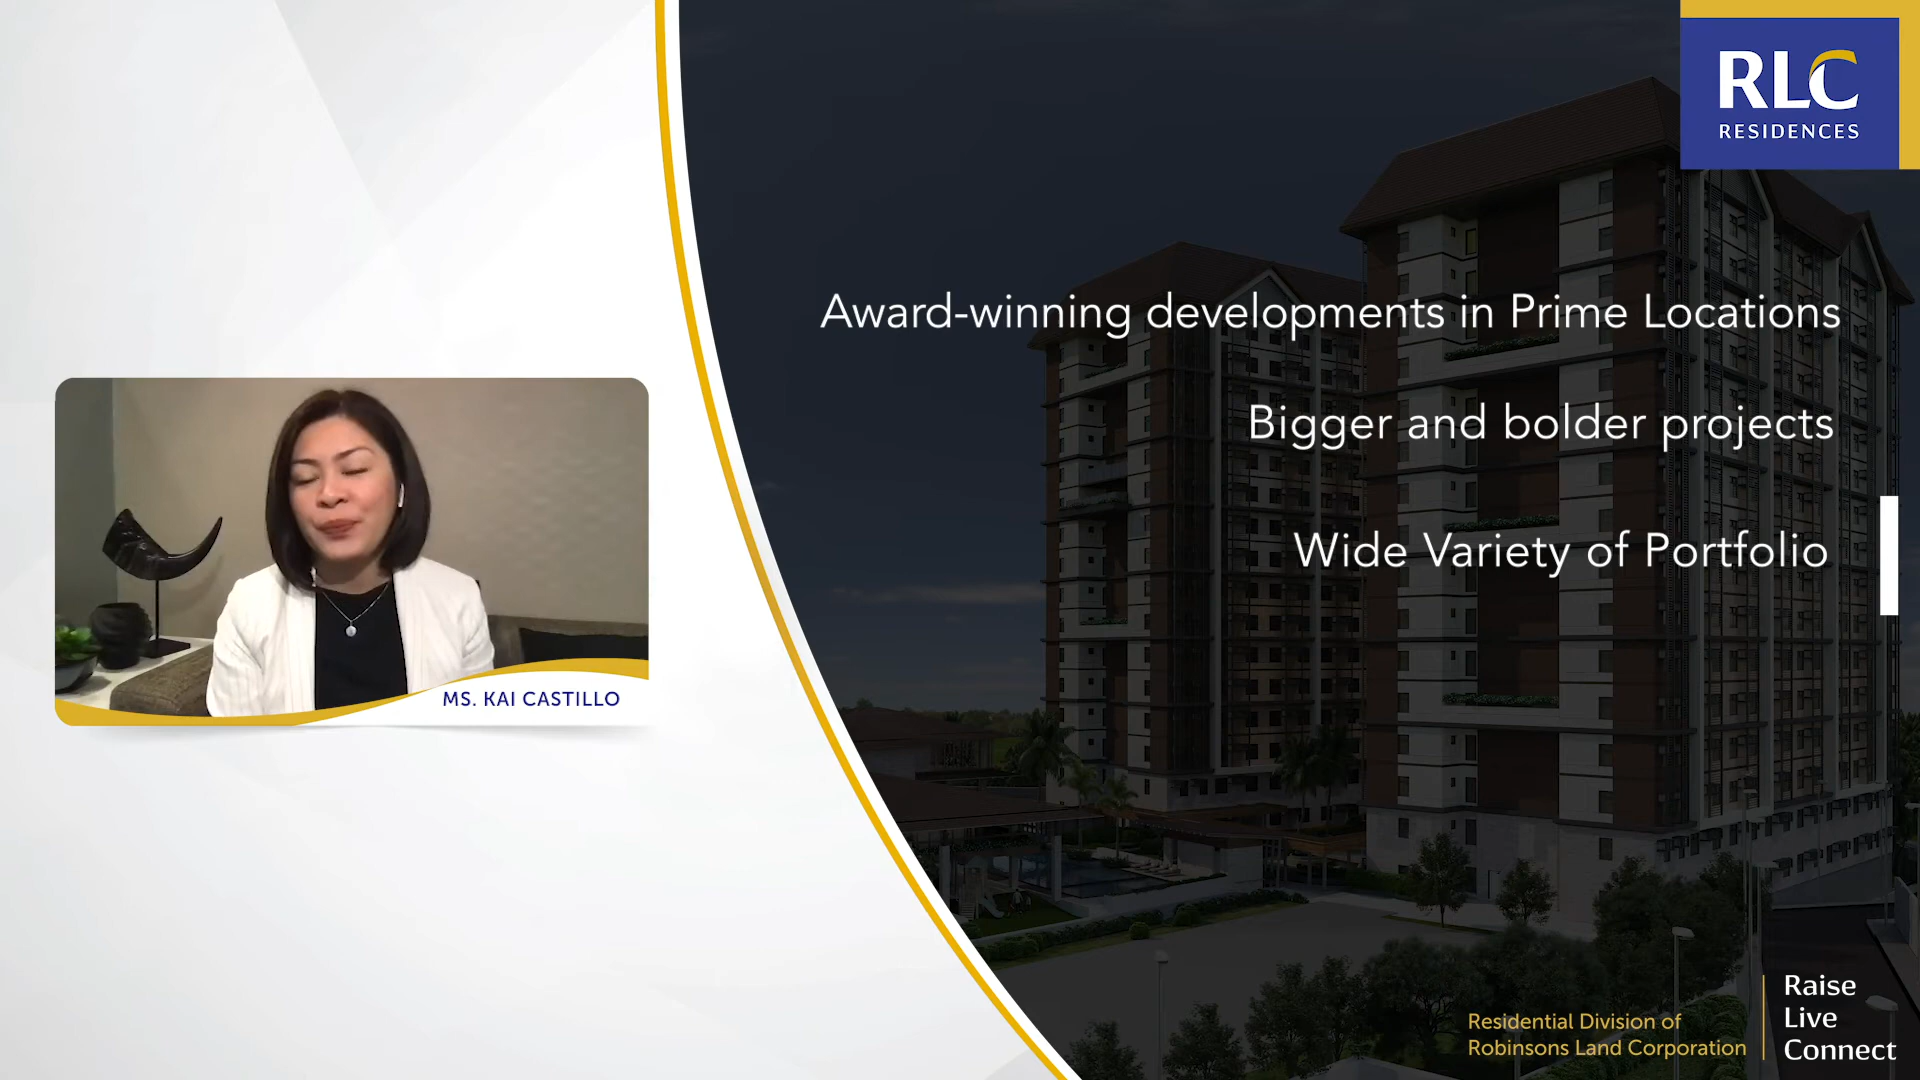 RLC
RESIDENCES
Award-winning developments in Prime Locations
Bigger and bolder projects
Wide Variety of Portfolio
MS. KAI CASTILLO
Residential Division of
Robinsons Land Corporation
Raise
Live
Connect